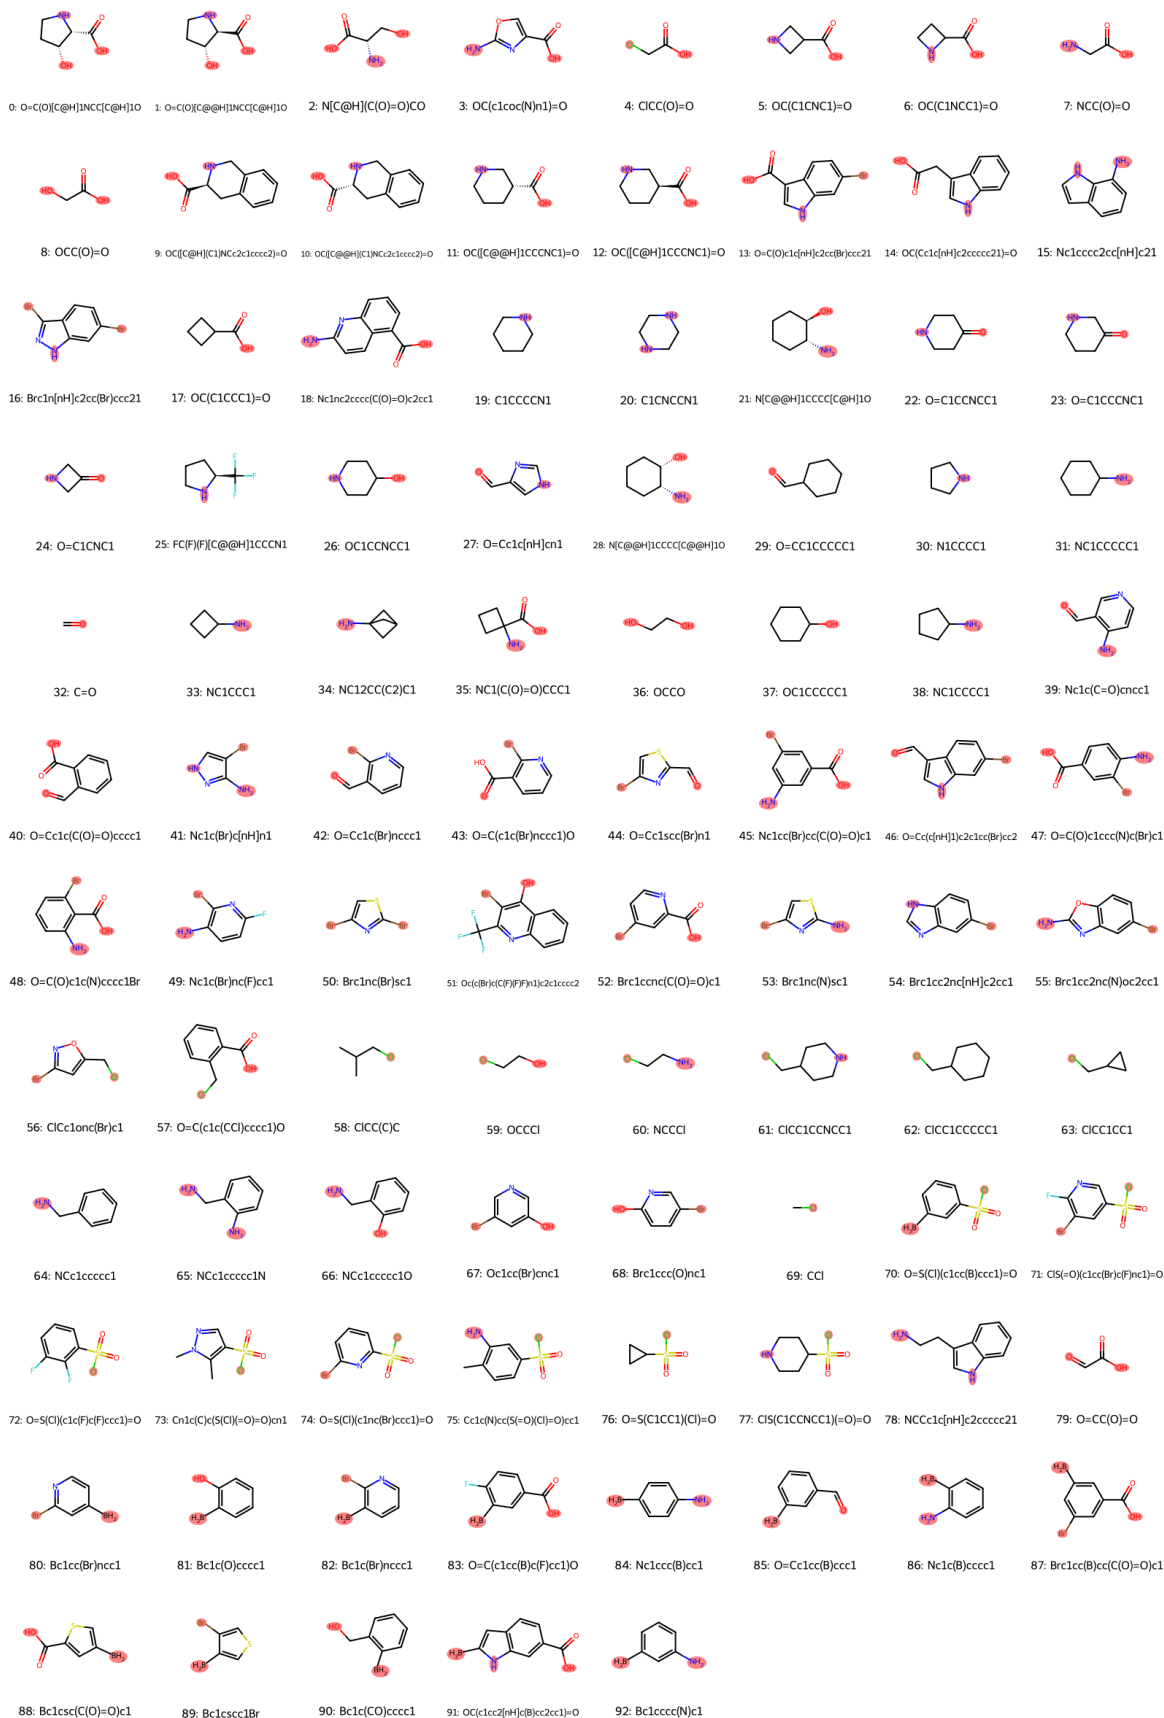 0: O=C(O)[C@H]1NCC[C@H]1O
1: O=C(O)[C@@H]1NCC[C@H]1O
2: N[C@H](C(O)=O)CO
3: OC(c1coc(N)n1)=O
4: ClCC(O)=O
5: OC(C1CNC1)=O
6: OC(C1NCC1)=O
7: NCC(O)=O
8: OCC(O)=O
9: OC([C@H](C1)NCc2c1cccc2)=O
10: OC([C@@H](C1)NCc2c1cccc2)=O
11: OC([C@@H]1CCCNC1)=O
12: OC([C@H]1CCCNC1)=O
13: O=C(O)c1c[nH]c2cc(Br)ccc21
14: OC(Cc1c[nH]c2ccccc21)=O
15: Nc1cccc2cc[nH]c21
16: Brc1n[nH]c2cc(Br)ccc21
17: OC(C1CCC1)=O
18: Nc1nc2cccc(C(O)=O)c2cc1
19: C1CCCCN1
20: C1CNCCN1
21: N[C@@H]1CCCC[C@H]1O
22: O=C1CCNCC1
23: O=C1CCCNC1
24: O=C1CNC1
25: FC(F)(F)[C@@H]1CCCN1
26: OC1CCNCC1
27: O=Cc1c[nH]cn1
28: N[C@@H]1CCCC[C@@H]1O
29: O=CC1CCCCC1
30: N1CCCC1
31: NC1CCCCC1
32: C=O
33: NC1CCC1
34: NC12CC(C2)C1
35: NC1(C(O)=O)CCC1
36: OCCO
37: OC1CCCCC1
38: NC1CCCC1
39: Nc1c(C=O)cncc1
40: O=Cc1c(C(O)=O)cccc1
41: Nc1c(Br)c[nH]n1
42: O=Cc1c(Br)nccc1
43: O=C(c1c(Br)nccc1)O
44: O=Cc1scc(Br)n1
45: Nc1cc(Br)cc(C(O)=O)c1
46: O=Cc(c[nH]1)c2c1cc(Br)cc2
47: O=C(O)c1ccc(N)c(Br)c1
48: O=C(O)c1c(N)cccc1Br
49: Nc1c(Br)nc(F)cc1
50: Brc1nc(Br)sc1
51: Oc(c(Br)c(C(F)(F)F)n1)c2c1cccc2
52: Brc1ccnc(C(O)=O)c1
53: Brc1nc(N)sc1
54: Brc1cc2nc[nH]c2cc1
55: Brc1cc2nc(N)oc2cc1
56: ClCc1onc(Br)c1
57: O=C(c1c(CCl)cccc1)O
58: ClCC(C)C
59: OCCCl
60: NCCCl
61: ClCC1CCNCC1
62: ClCC1CCCCC1
63: ClCC1CC1
64: NCc1ccccc1
65: NCc1ccccc1N
66: NCc1ccccc1O
67: Oc1cc(Br)cnc1
68: Brc1ccc(O)nc1
69: CCl
70: O=S(Cl)(c1cc(B)ccc1)=O
71: ClS(=O)(c1cc(Br)c(F)nc1)=O
72: O=S(Cl)(c1c(F)c(F)ccc1)=O
73: Cn1c(C)c(S(Cl)(=O)=O)cn1
74: O=S(Cl)(c1nc(Br)ccc1)=O
75: Cc1c(N)cc(S(=O)(Cl)=O)cc1
76: O=S(C1CC1)(Cl)=O
77: ClS(C1CCNCC1)(=O)=O
78: NCCc1c[nH]c2ccccc21
79: O=CC(O)=O
80: Bc1cc(Br)ncc1
81: Bc1c(O)cccc1
82: Bc1c(Br)nccc1
83: O=C(c1cc(B)c(F)cc1)O
84: Nc1ccc(B)cc1
85: O=Cc1cc(B)ccc1
86: Nc1c(B)cccc1
87: Brc1cc(B)cc(C(O)=O)c1
88: Bc1csc(C(O)=O)c1
89: Bc1cscc1Br
90: Bc1c(CO)cccc1
91: OC(c1cc2[nH]c(B)cc2cc1)=O
92: Bc1cccc(N)c1